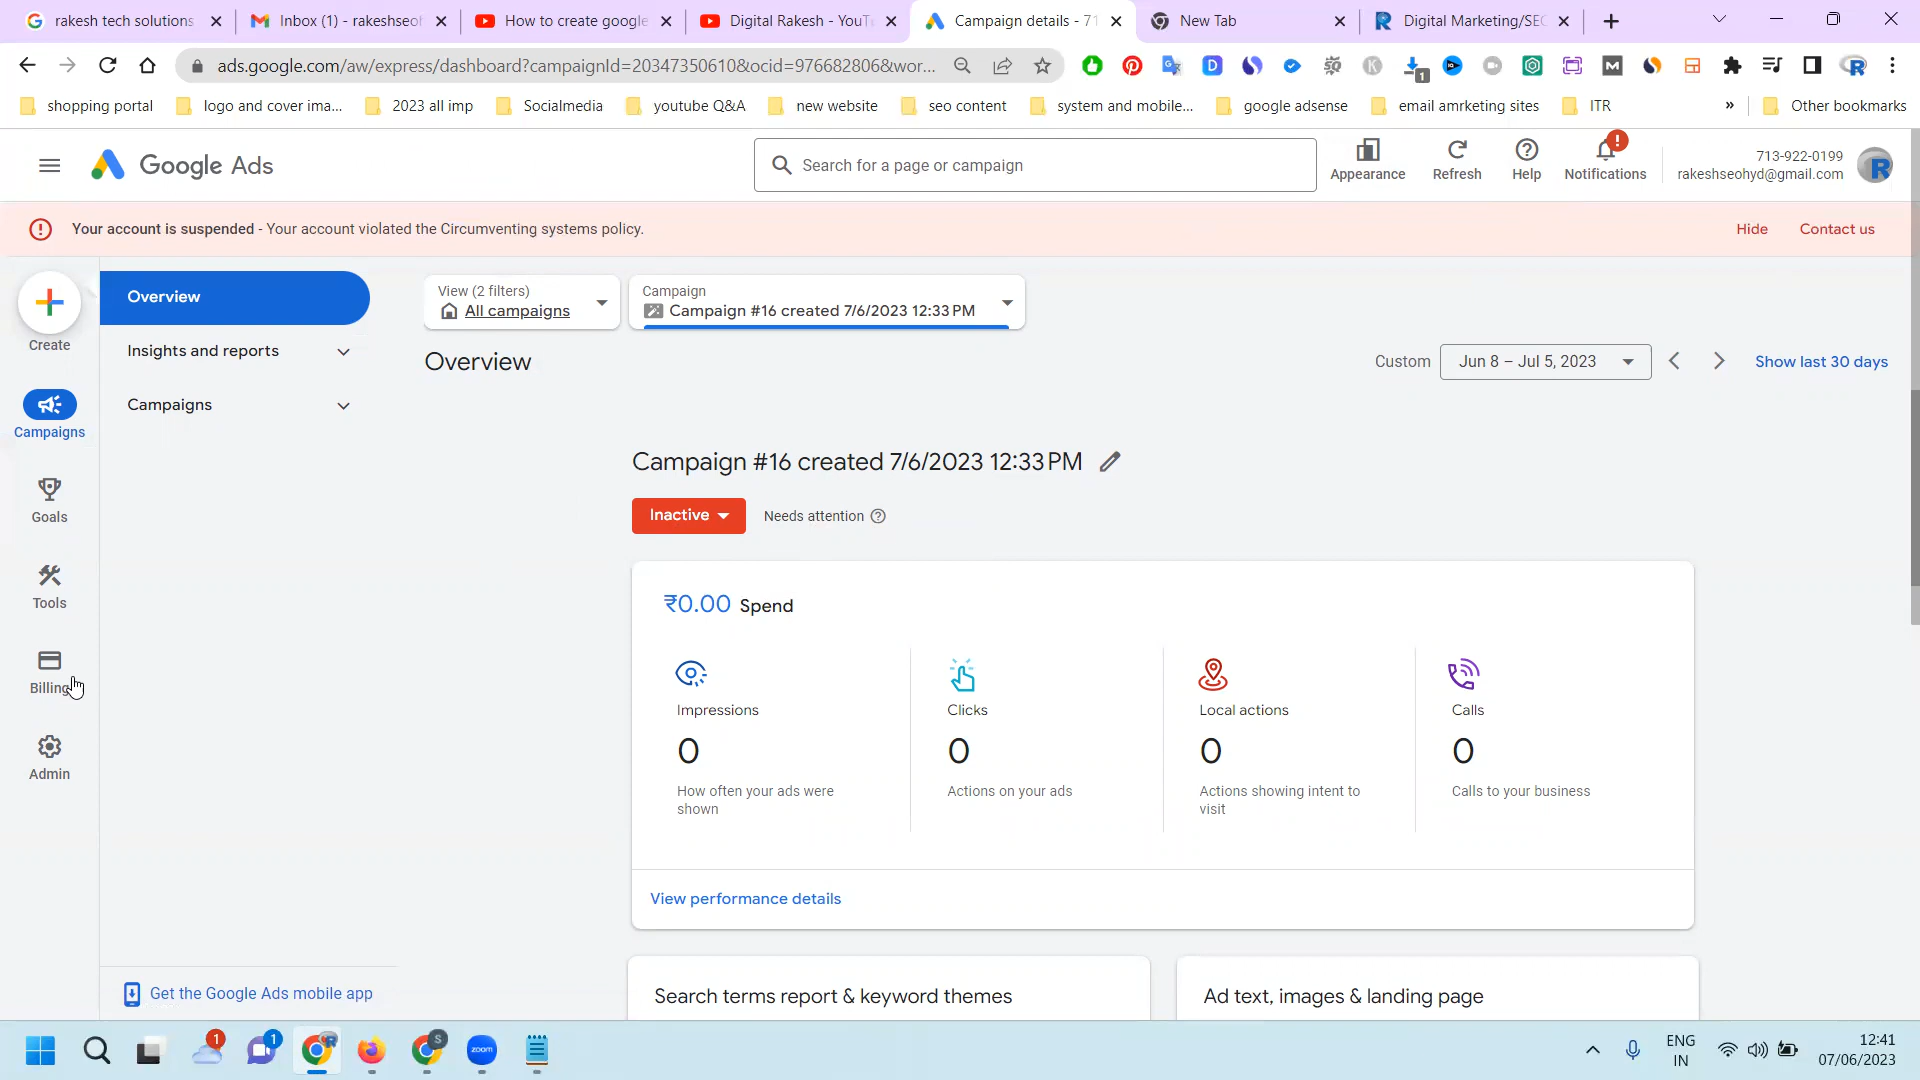 rakesh tech solutions
Inbox (1) - rakeshseoh
How to create google
Digital Rakesh - YouT
Campaign details - 71
New Tab
Digital Marketing/SEO
ads.google.com/aw/express/dashboard?campaignId=20347350610&ocid=976682806&wor...
1
shopping portal
logo and cover ima...
2023 all imp
Socialmedia
youtube Q&A
new website
seo content
system and mobile...
google adsense
email amrketing sites
ITR
»
Other bookmarks
Google Ads
Search for a page or campaign
Appearance
Refresh
Help
Notifications
713-922-0199
rakeshseohyd@gmail.com
Your account is suspended - Your account violated the Circumventing systems policy.
Hide
Contact us
Create
Campaigns
Goals
Tools
Billing
Admin
Overview
Insights and reports
Campaigns
Get the Google Ads mobile app
View (2 filters)
All campaigns
Campaign
Campaign #16 created 7/6/2023 12:33 PM
Overview
Custom
Jun 8 – Jul 5, 2023
Show last 30 days
Campaign #16 created 7/6/2023 12:33 PM
Inactive
Needs attention
₹0.00 Spend
Impressions
0
How often your ads were
shown
Clicks
0
Actions on your ads
Local actions
0
Actions showing intent to
visit
Calls
0
Calls to your business
View performance details
Search terms report & keyword themes
Ad text, images & landing page
1
1
S
zoom
ENG
IN
12:41
07/06/2023